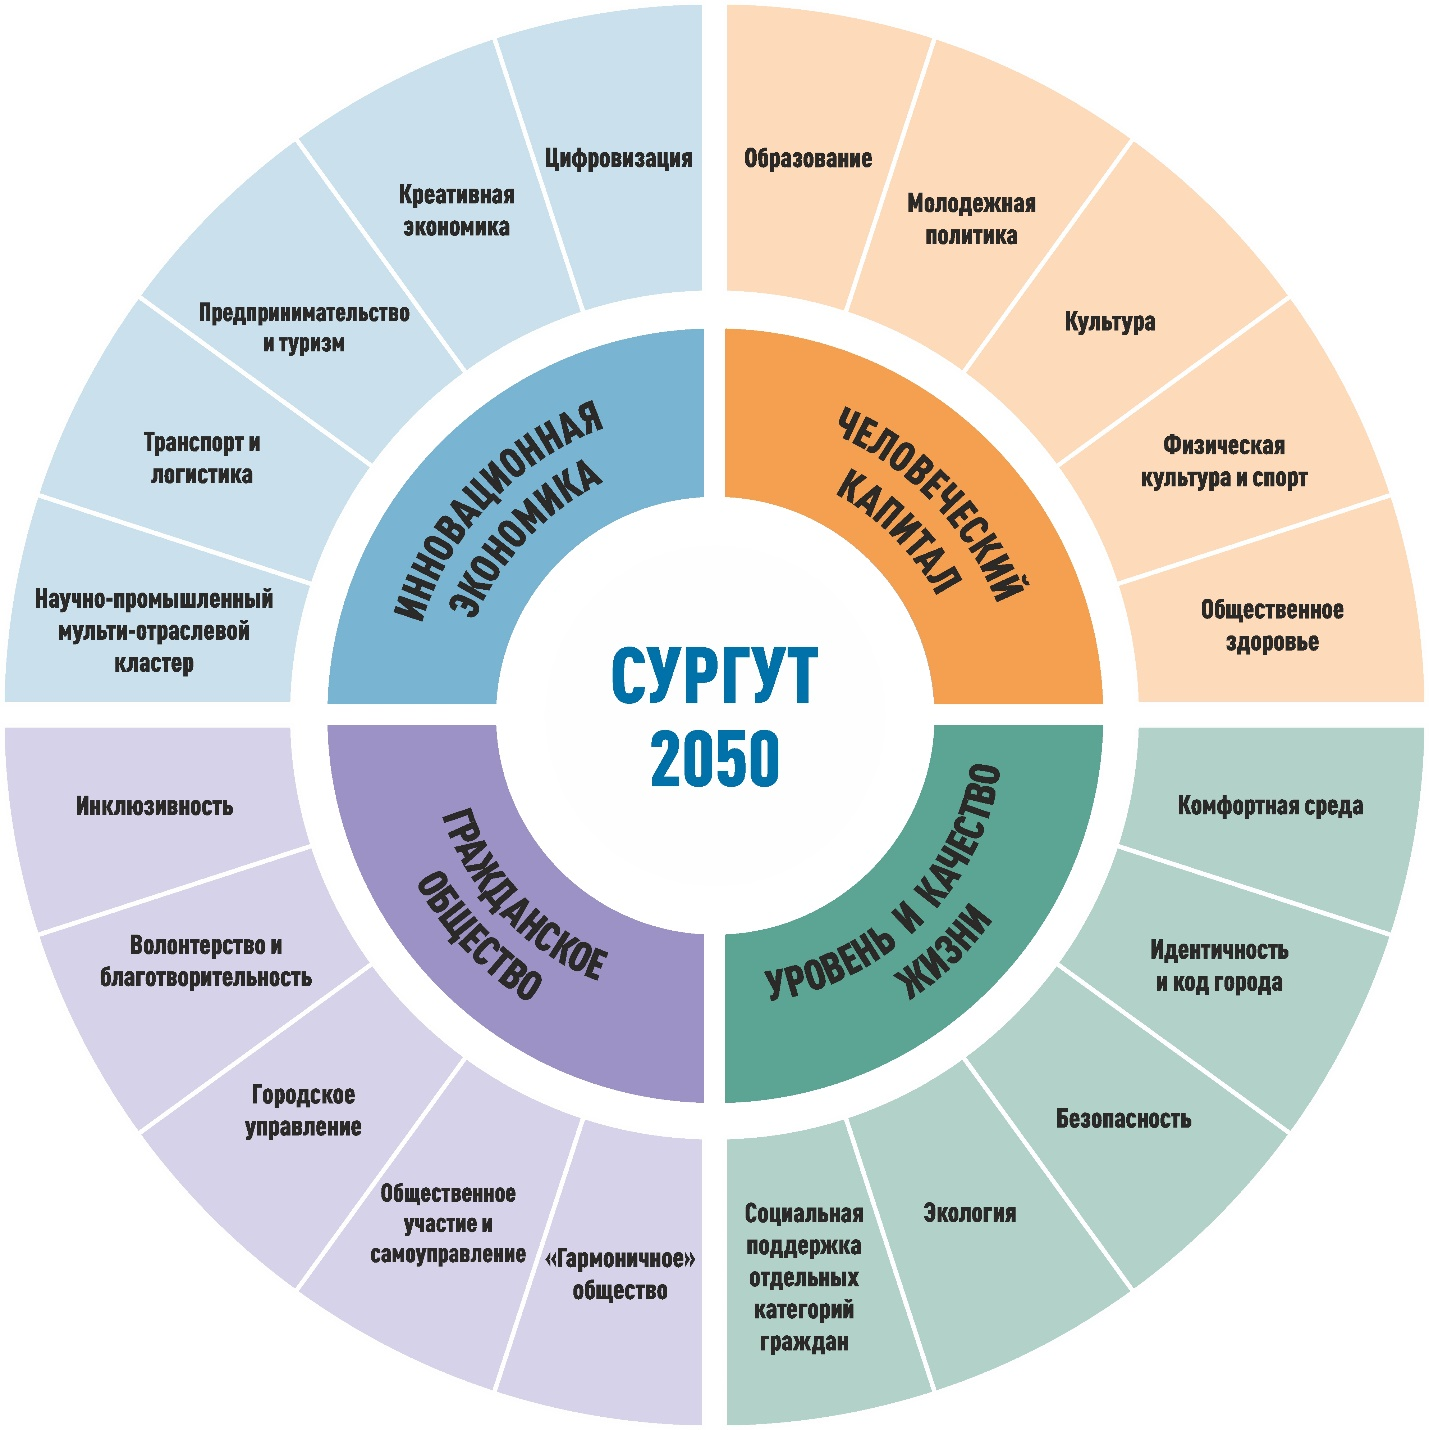 Цифровизация
Креативная
экономика
Предпринимательство
и туризм
Транспорт и
логистика
Научно-промышленный
мульти-отраслевой
кластер
ИННОВАЦИОННАЯ
ЭКОНОМИКА
Образование
Молодежная
политика
Культура
Физическая
культура и спорт
Общественное
здоровье
ЧЕЛОВЕЧЕСКИЙ
КАПИТАЛ
СУРГУТ
2050
Инклюзивность
Волонтерство и
благотворительность
Городское
управление
Общественное
участие и
самоуправление
«Гармоничное»
общество
ГРАЖДАНСКОЕ
ОБЩЕСТВО
Комфортная среда
Идентичность
и код города
Безопасность
Экология
Социальная
поддержка
отдельных
категорий
граждан
УРОВЕНЬ И КАЧЕСТВО
ЖИЗНИ